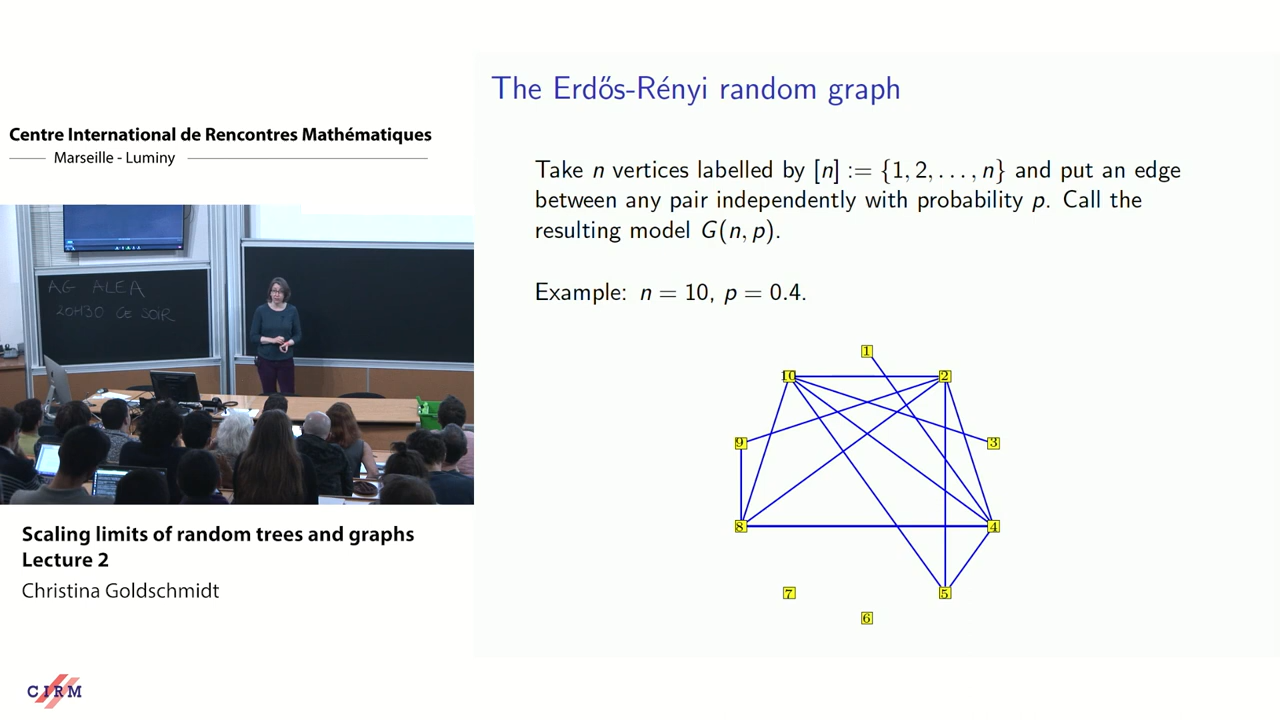 Centre International de Rencontres Mathématiques
Marseille - Luminy
AG ALEA
20H30 CE SOIR
Scaling limits of random trees and graphs
Lecture 2
Christina Goldschmidt
CIRM
The Erdős-Rényi random graph
Take n vertices labelled by [n] := {1, 2, . . . , n} and put an edge
between any pair independently with probability p. Call the
resulting model G(n, p).
Example: n = 10, p = 0.4.
1
10 2
9 3
8 4
7 5
6